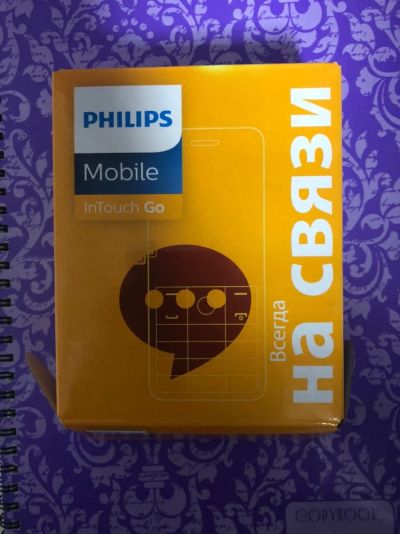 PHILIPS
Mobile
InTouch Go
Всегда
на связи
COPYBOOK